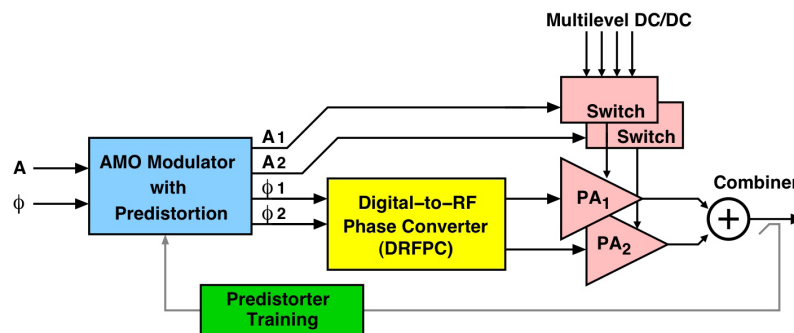 Multilevel DC/DC
Switch
Switch
A
ϕ
AMO Modulator
with
Predistortion
A1
A2
ϕ1
ϕ2
Digital–to–RF
Phase Converter
(DRFPC)
PA1
PA2
Combiner
+
Predistorter
Training